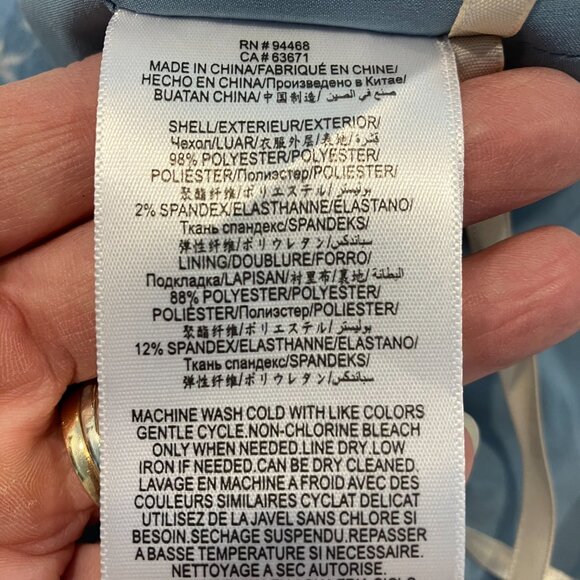 RN # 94468
CA # 63671
MADE IN CHINA/FABRIQUÉ EN CHINE/
HECHO EN CHINA/Произведено в Китае/
BUATAN CHINA/中国制造/ صنع في الصين/
SHELL/EXTERIEUR/EXTERIOR/
Чехол/LUAR/衣服外层/表地/قشرة/
98% POLYESTER/POLYESTER/
POLIÉSTER/Полиэстер/POLIESTER/
聚酯纤维/ポリエステル/بوليستر/
2% SPANDEX/ELASTHANNE/ELASTANO/
Ткань спандекс/SPANDEKS/
弹性纤维/ポリウレタン/سباندكس/
LINING/DOUBLURE/FORRO/
Подкладка/LAPISAN/衬里布/裏地/البطانة/
88% POLYESTER/POLYESTER/
POLIÉSTER/Полиэстер/POLIESTER/
聚酯纤维/ポリエステル/بوليستر/
12% SPANDEX/ELASTHANNE/ELASTANO/
Ткань спандекс/SPANDEKS/
弹性纤维/ポリウレタン/سباندكس/
MACHINE WASH COLD WITH LIKE COLORS
GENTLE CYCLE.NON-CHLORINE BLEACH
ONLY WHEN NEEDED.LINE DRY.LOW
IRON IF NEEDED.CAN BE DRY CLEANED.
LAVAGE EN MACHINE A FROID AVEC DES
COULEURS SIMILAIRES CYCLAT DELICAT
UTILISEZ DE LA JAVEL SANS CHLORE SI
BESOIN.SECHAGE SUSPENDU.REPASSER
A BASSE TEMPERATURE SI NECESSAIRE.
NETTOYAGE A SEC AUTORISE.